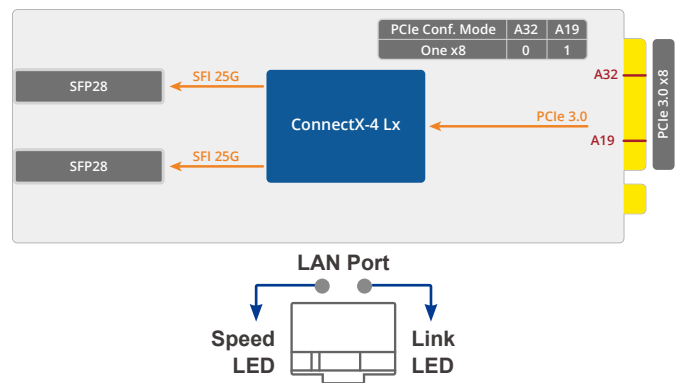 PCIe Conf. Mode A32 A19
One x8 0 1
SFP28
SFI 25G
ConnectX-4 Lx
PCIe 3.0
A32
A19
PCIe 3.0 x8
SFP28
SFI 25G
LAN Port
Speed LED
Link LED